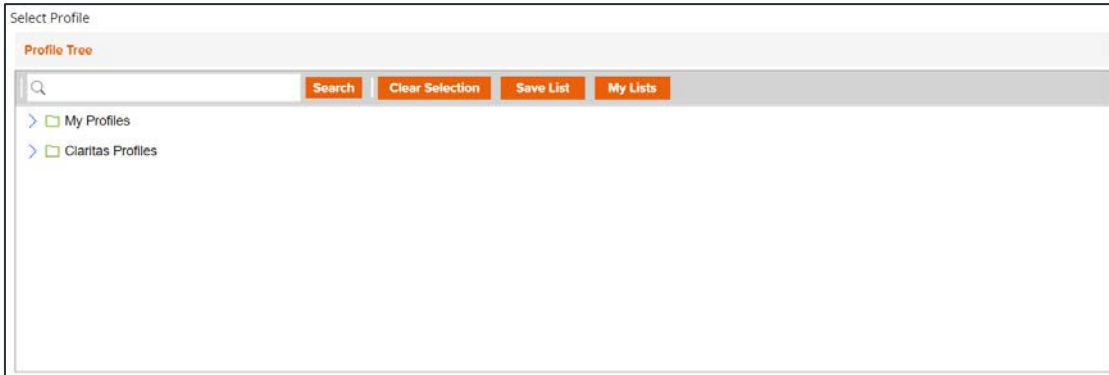 Select Profile
Profile Tree
Search Clear Selection Save List My Lists
My Profiles
Claritas Profiles